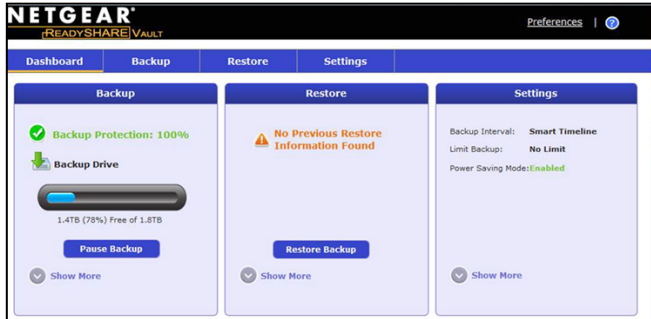 NETGEAR®
READYSHARE VAULT
Preferences | ?
Dashboard Backup Restore Settings
Backup
Backup Protection: 100%
Backup Drive
1.4TB (78%) Free of 1.8TB
Pause Backup
Show More
Restore
No Previous Restore
Information Found
Restore Backup
Show More
Settings
Backup Interval: Smart Timeline
Limit Backup: No Limit
Power Saving Mode:Enabled
Show More